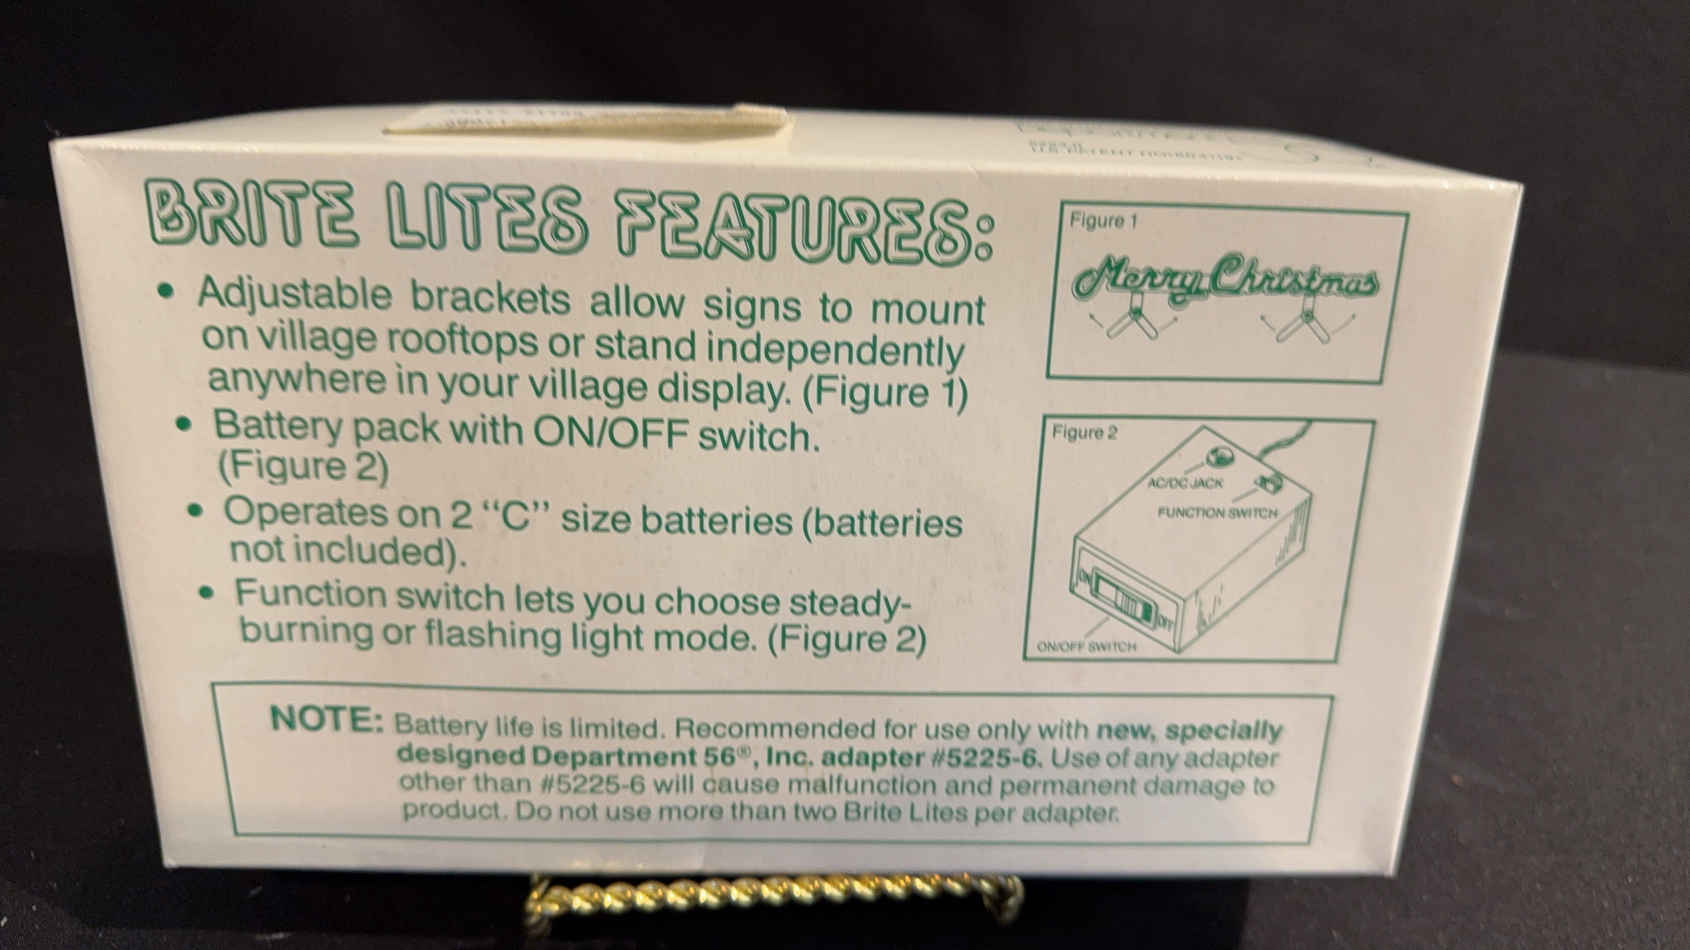 BRITE LITES FEATURES:
• Adjustable brackets allow signs to mount
on village rooftops or stand independently
anywhere in your village display. (Figure 1)
• Battery pack with ON/OFF switch.
(Figure 2)
• Operates on 2 “C” size batteries (batteries
not included).
• Function switch lets you choose steady-
burning or flashing light mode. (Figure 2)
Figure 1
Merry Christmas
Figure 2
AC/DC JACK
FUNCTION SWITCH
ON
OFF
ON/OFF SWITCH
NOTE: Battery life is limited. Recommended for use only with new, specially
designed Department 56®, Inc. adapter #5225-6. Use of any adapter
other than #5225-6 will cause malfunction and permanent damage to
product. Do not use more than two Brite Lites per adapter.